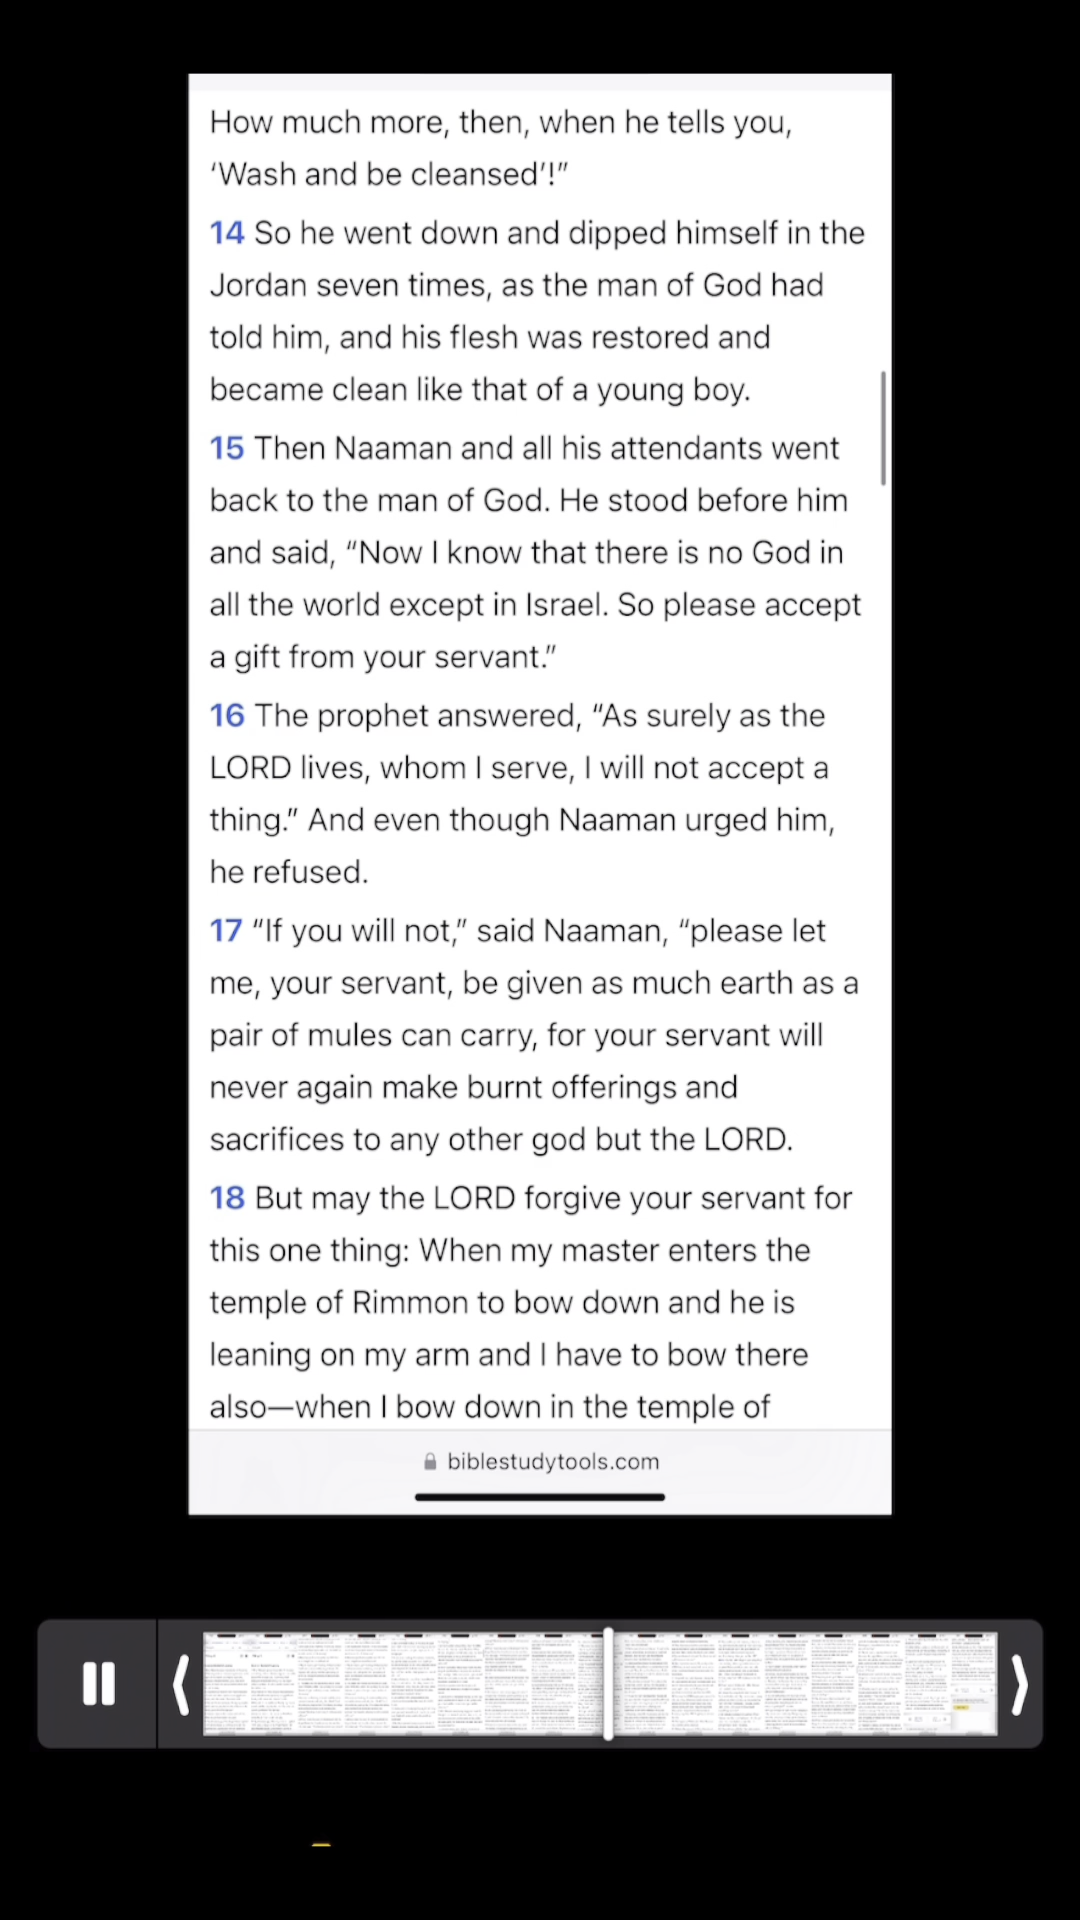 How much more, then, when he tells you,
‘Wash and be cleansed’!”
14 So he went down and dipped himself in the
Jordan seven times, as the man of God had
told him, and his flesh was restored and
became clean like that of a young boy.
15 Then Naaman and all his attendants went
back to the man of God. He stood before him
and said, “Now I know that there is no God in
all the world except in Israel. So please accept
a gift from your servant.”
16 The prophet answered, “As surely as the
LORD lives, whom I serve, I will not accept a
thing.” And even though Naaman urged him,
he refused.
17 “If you will not,” said Naaman, “please let
me, your servant, be given as much earth as a
pair of mules can carry, for your servant will
never again make burnt offerings and
sacrifices to any other god but the LORD.
18 But may the LORD forgive your servant for
this one thing: When my master enters the
temple of Rimmon to bow down and he is
leaning on my arm and I have to bow there
also—when I bow down in the temple of
biblestudytools.com